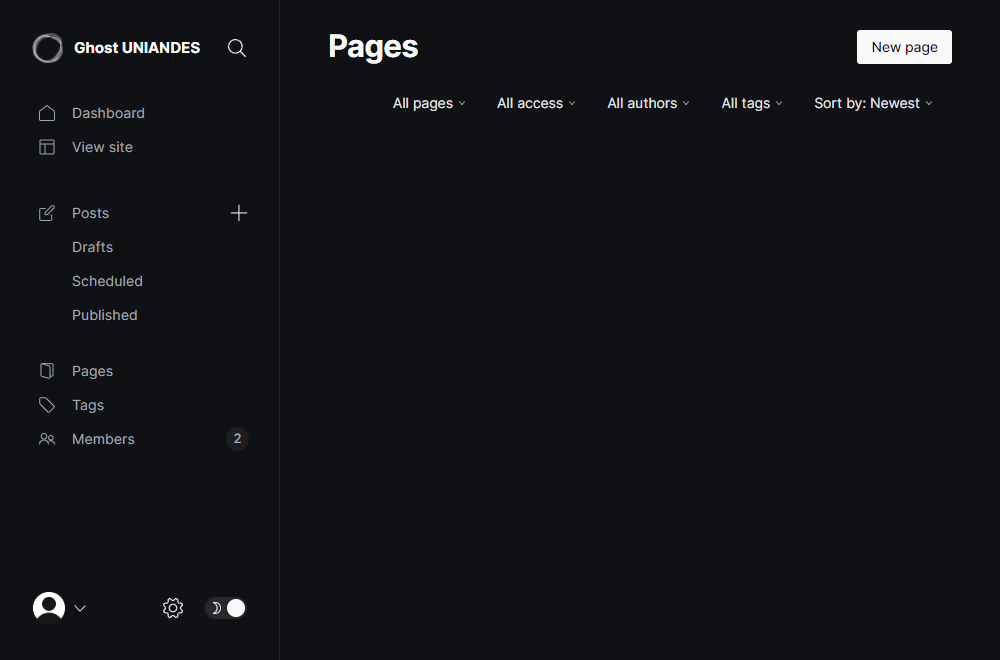 Ghost UNIANDES
Dashboard
View site
Posts
Drafts
Scheduled
Published
Pages
Tags
Members 2
Pages
New page
All pages All access All authors All tags Sort by: Newest